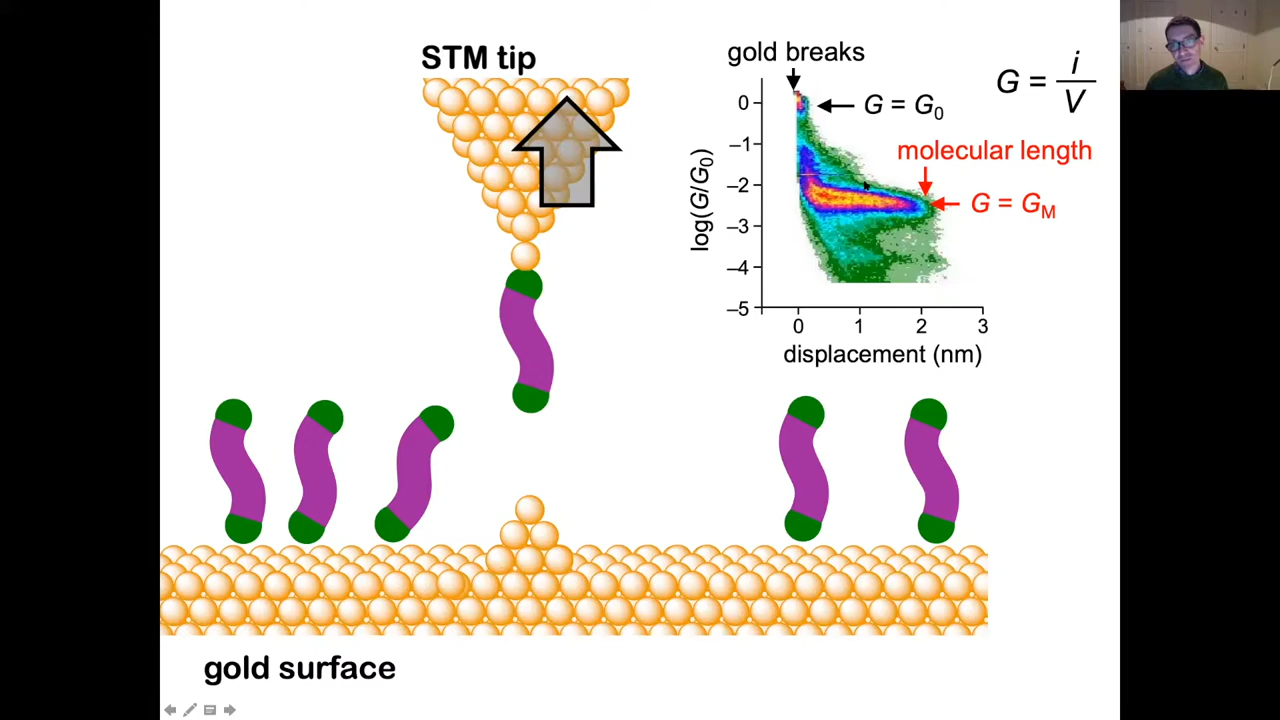 STM tip
gold breaks
G = i
V
G = G0
molecular length
G = GM
log(G/G0)
0
–1
–2
–3
–4
–5
0 1 2 3
displacement (nm)
gold surface